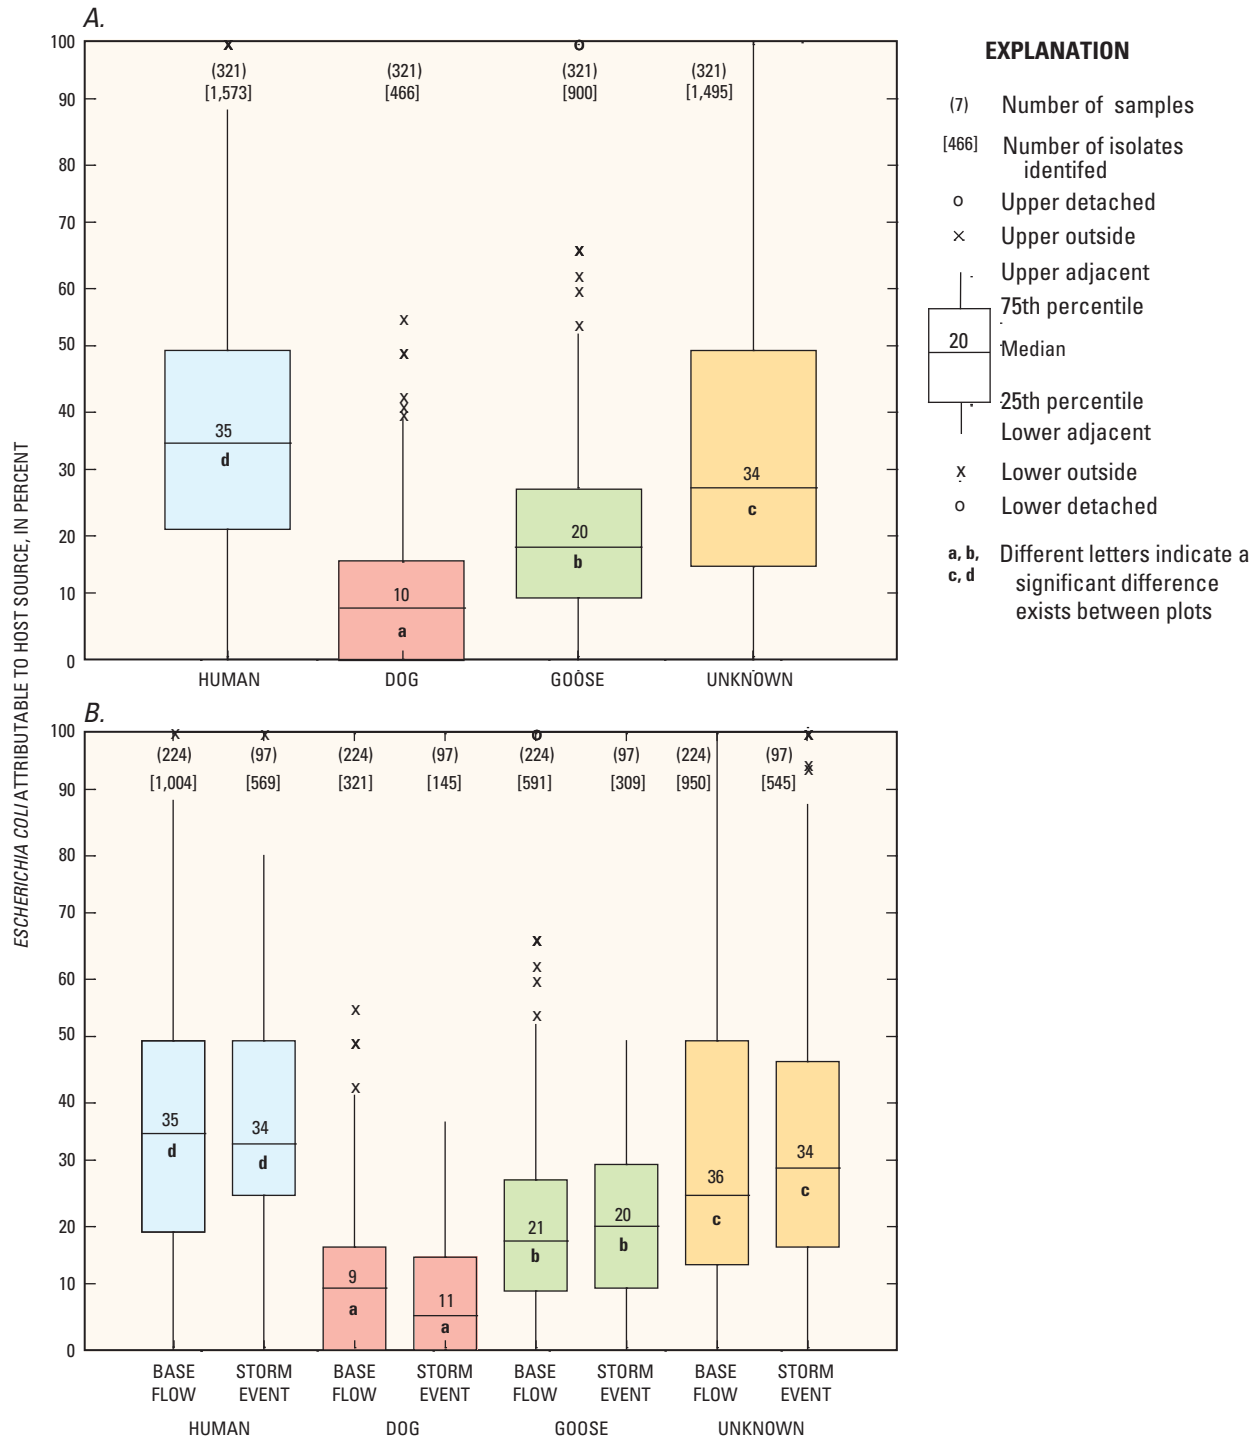 A.
100
90
80
70
60
50
40
30
20
10
0
(321) (321) (321) (321)
[1,573] [466] [900] [1,495]
35
d
10
a
20
b
34
c
HUMAN DOG GOOSE UNKNOWN
ESCHERICHIA COLI ATTRIBUTABLE TO HOST SOURCE, IN PERCENT
B.
100
90
80
70
60
50
40
30
20
10
0
(224) (97) (224) (97) (224) (97) (224) (97)
[1,004] [569] [321] [145] [591] [309] [950] [545]
35
d
34
d
9
a
11
a
21
b
20
b
36
c
34
c
BASE STORM BASE STORM BASE STORM BASE STORM
FLOW EVENT FLOW EVENT FLOW EVENT FLOW EVENT
HUMAN DOG GOOSE UNKNOWN
EXPLANATION
(7) Number of samples
[466] Number of isolates
identifed
o Upper detached
x Upper outside
Upper adjacent
75th percentile
20
Median
25th percentile
Lower adjacent
x Lower outside
o Lower detached
a, b, Different letters indicate a
c, d significant difference
exists between plots